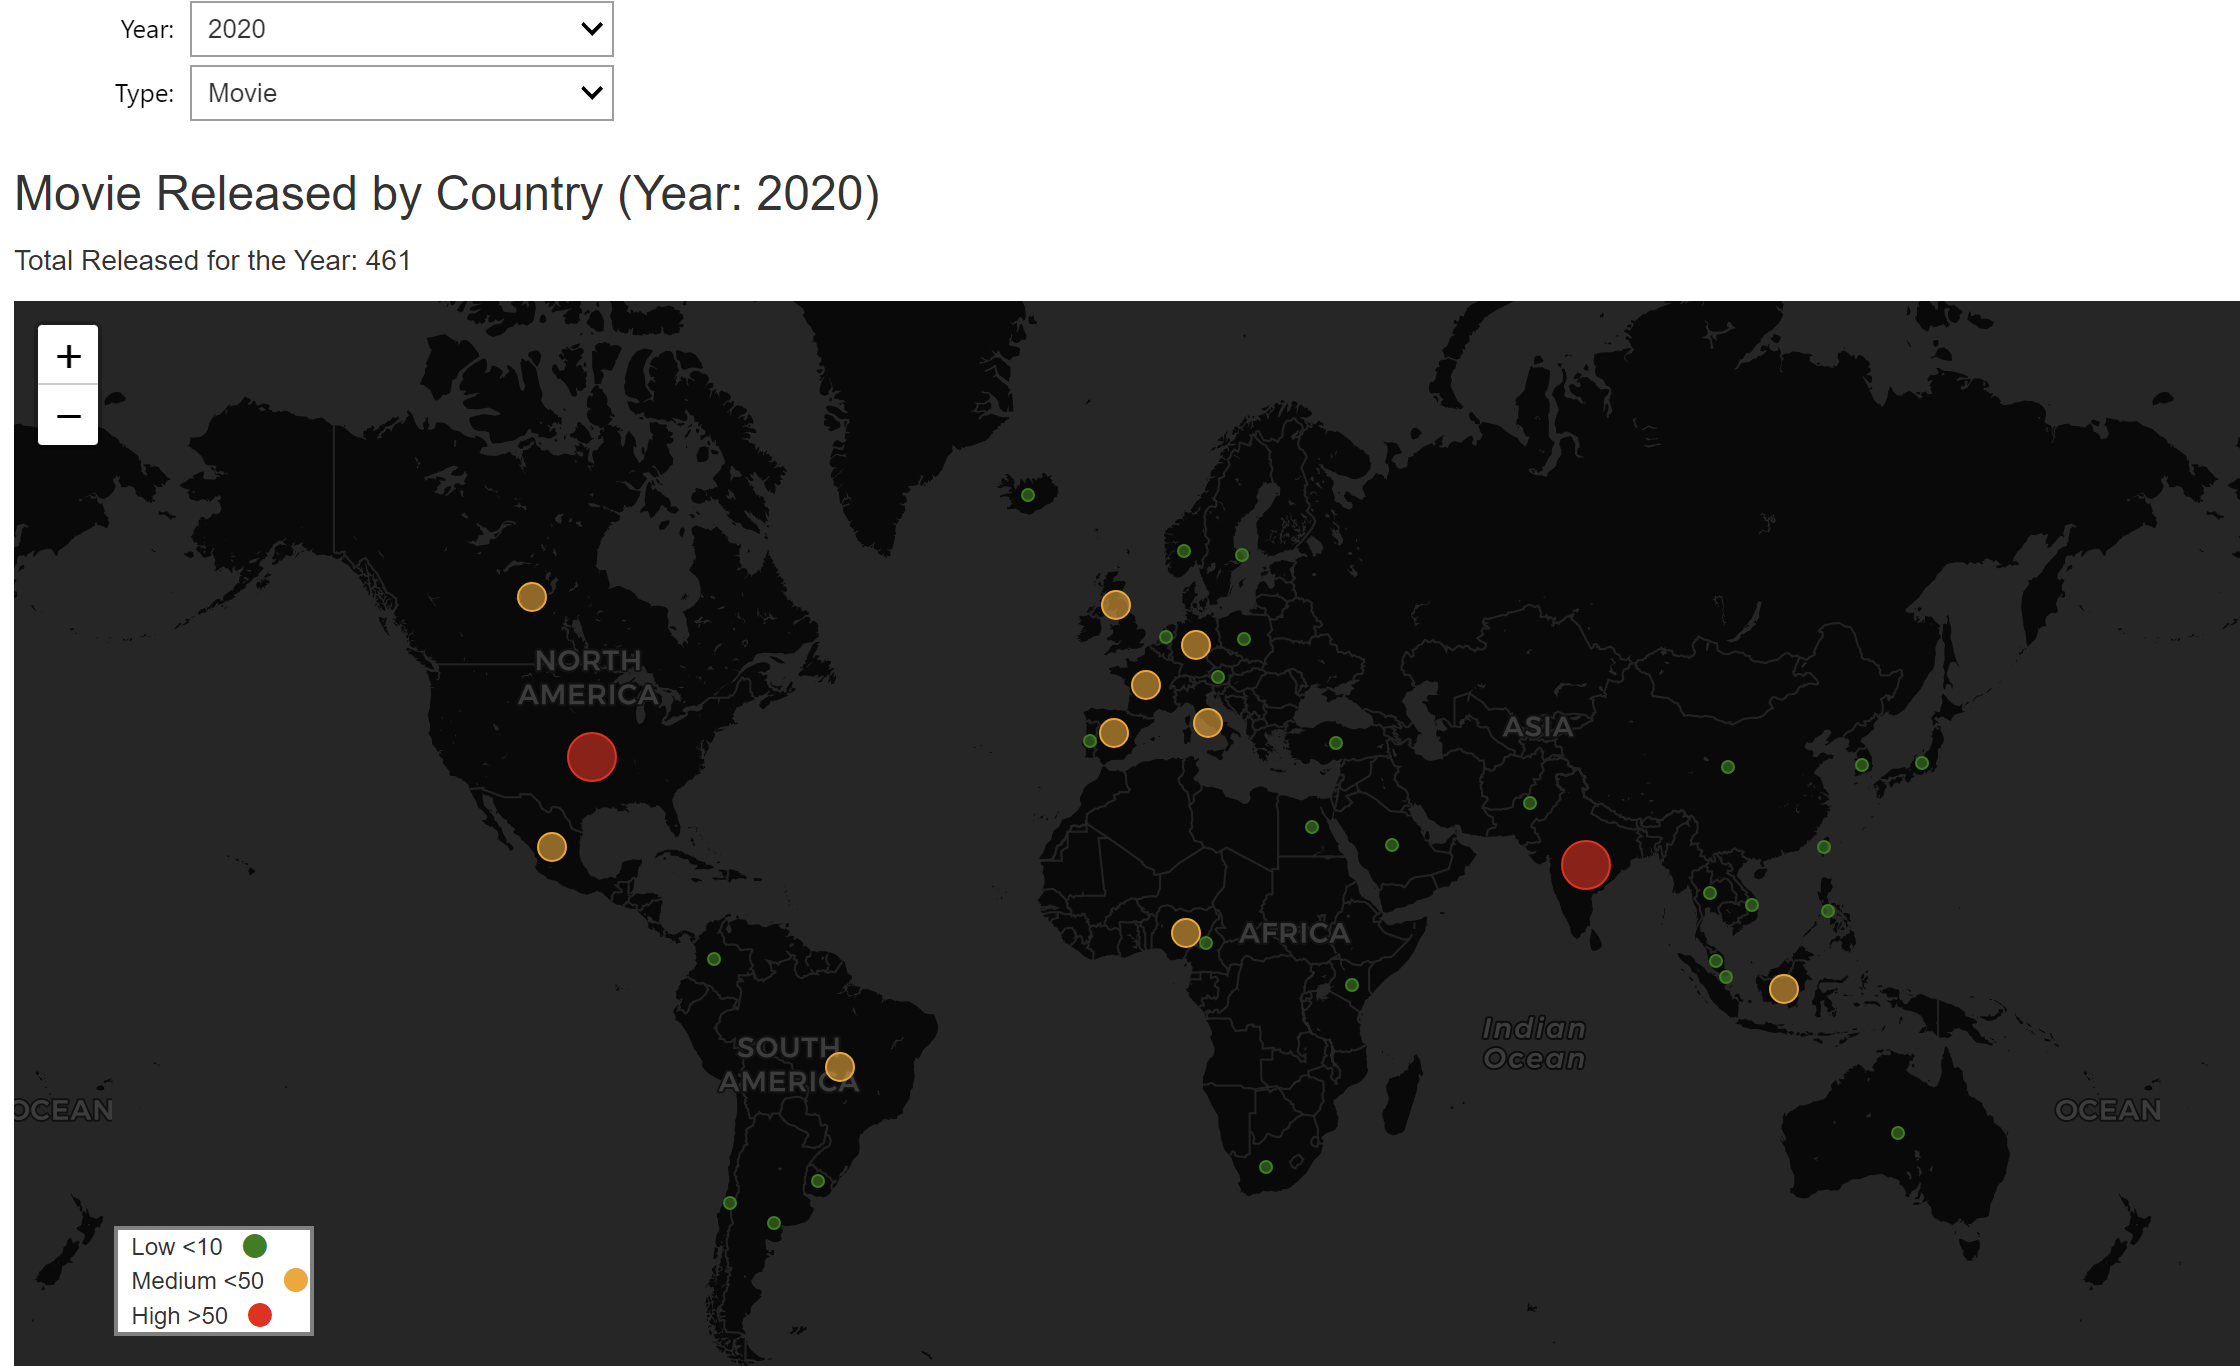 Year: 2020
Type: Movie
Movie Released by Country (Year: 2020)
Total Released for the Year: 461
+
−
NORTH
AMERICA
ASIA
AFRICA
Indian
Ocean
SOUTH
AMERICA
OCEAN
OCEAN
Low <10
Medium <50
High >50